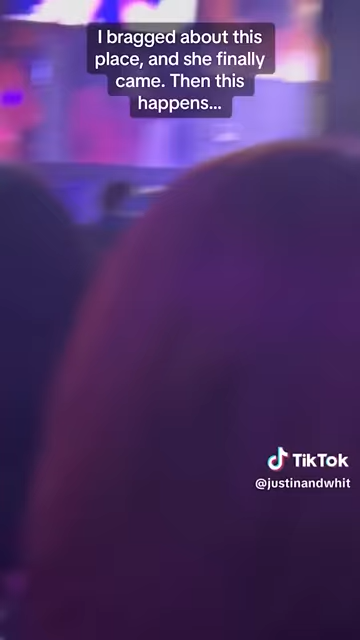 I bragged about this
place, and she finally
came. Then this
happens...
TikTok
@justinandwhit